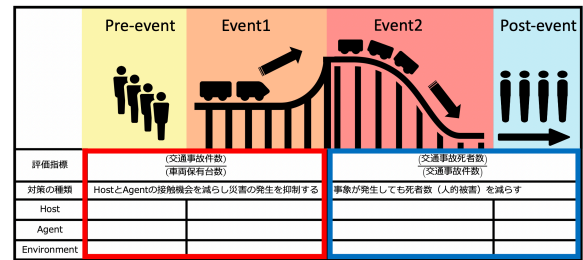 Pre-event Event1 Event2 Post-event
評価指標 (交通事故件数) (交通事故死者数)
(車両保有台数) (交通事故件数)
対策の種類 HostとAgentの接触機会を減らし災害の発生を抑制する 事象が発生しても死者数（人的被害）を減らす
Host
Agent
Environment